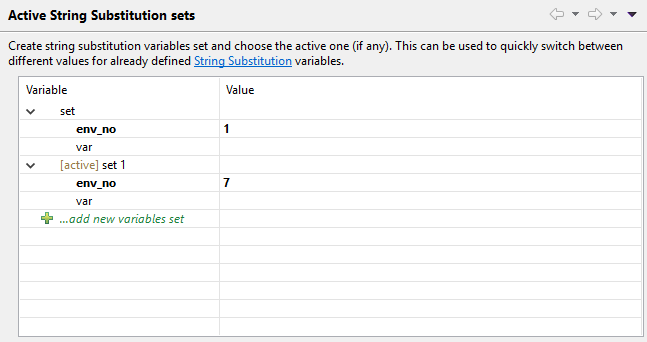 Active String Substitution sets
Create string substitution variables set and choose the active one (if any). This can be used to quickly switch between
different values for already defined String Substitution variables.
Variable Value
set
env_no 1
var
[active] set 1
env_no 7
var
...add new variables set